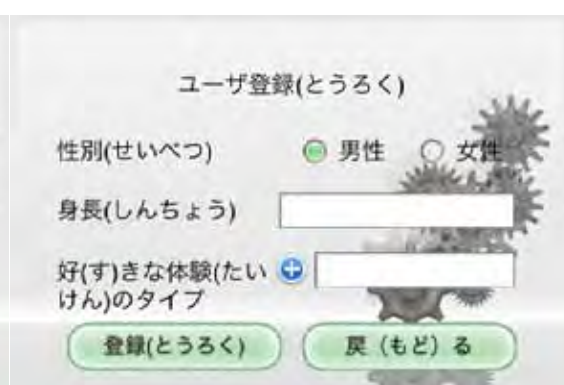 ユーザ登録(とうろく)
性別(せいべつ) 男性 女性
身長(しんちょう)
好(す)きな体験(たい
けん)のタイプ
登録(とうろく) 戻（もど）る